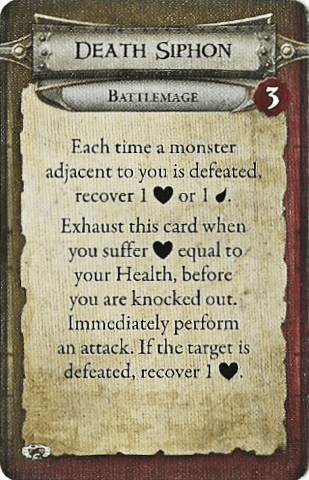 Death Siphon
Battlemage
3
Each time a monster
adjacent to you is defeated,
recover 1 or 1 .
Exhaust this card when
you suffer equal to
your Health, before
you are knocked out.
Immediately perform
an attack. If the target is
defeated, recover 1 .